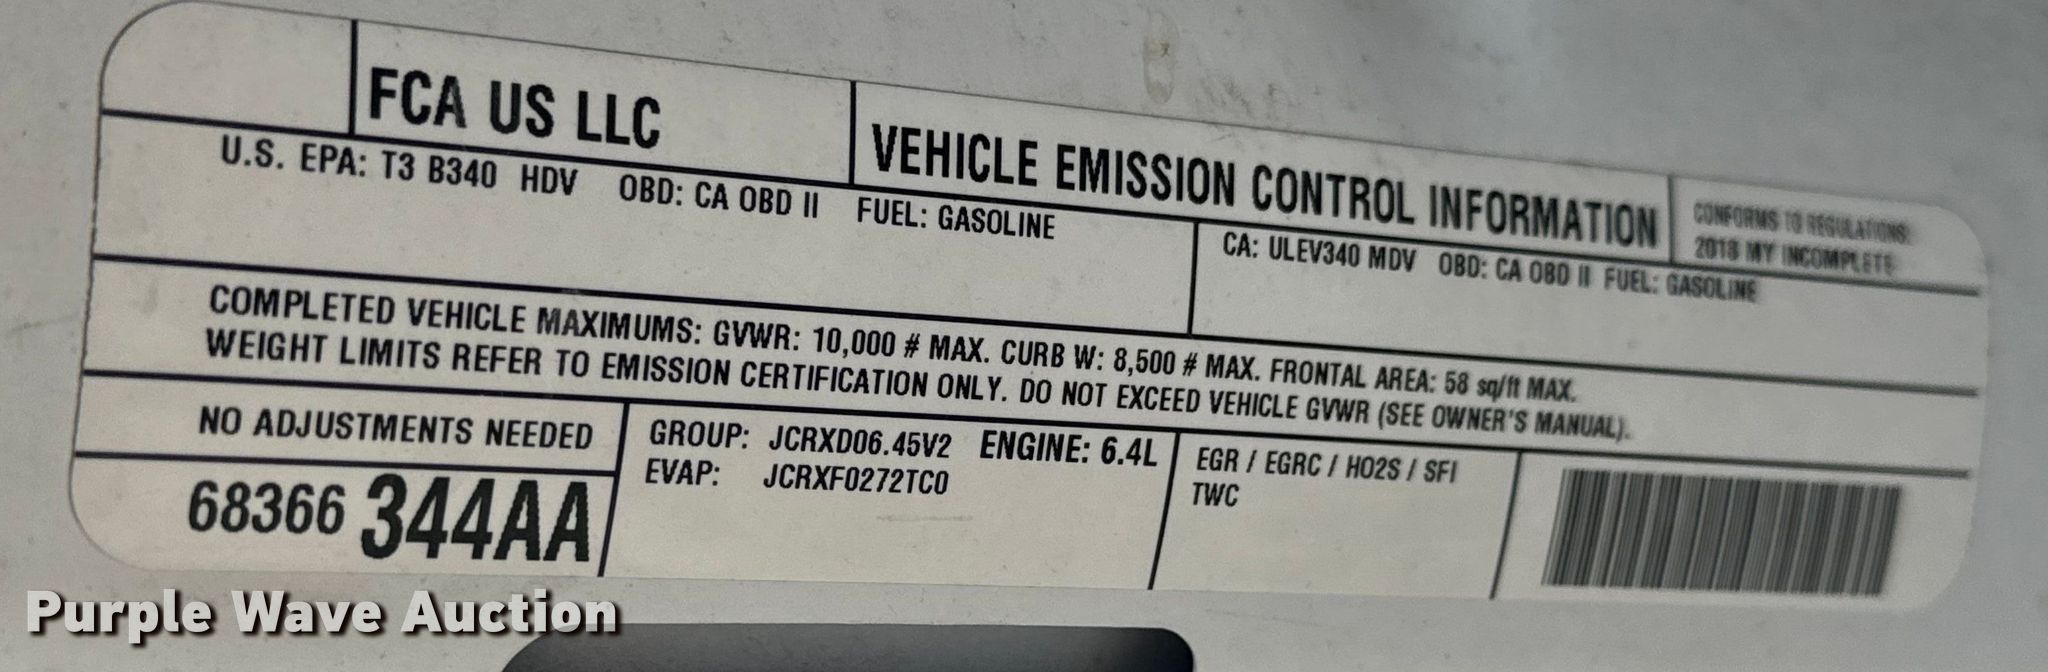 FCA US LLC
VEHICLE EMISSION CONTROL INFORMATION
CONFORMS TO REGULATIONS:
2018 MY INCOMPLETE
U.S. EPA: T3 B340 HDV OBD: CA OBD II FUEL: GASOLINE
CA: ULEV340 MDV OBD: CA OBD II FUEL: GASOLINE
COMPLETED VEHICLE MAXIMUMS: GVWR: 10,000 # MAX. CURB W: 8,500 # MAX. FRONTAL AREA: 58 sq/ft MAX.
WEIGHT LIMITS REFER TO EMISSION CERTIFICATION ONLY. DO NOT EXCEED VEHICLE GVWR (SEE OWNER'S MANUAL).
NO ADJUSTMENTS NEEDED
68366 344AA
GROUP: JCRXD06.45V2 ENGINE: 6.4L
EVAP: JCRXF0272TC0
EGR / EGRC / HO2S / SFI
TWC
Purple Wave Auction